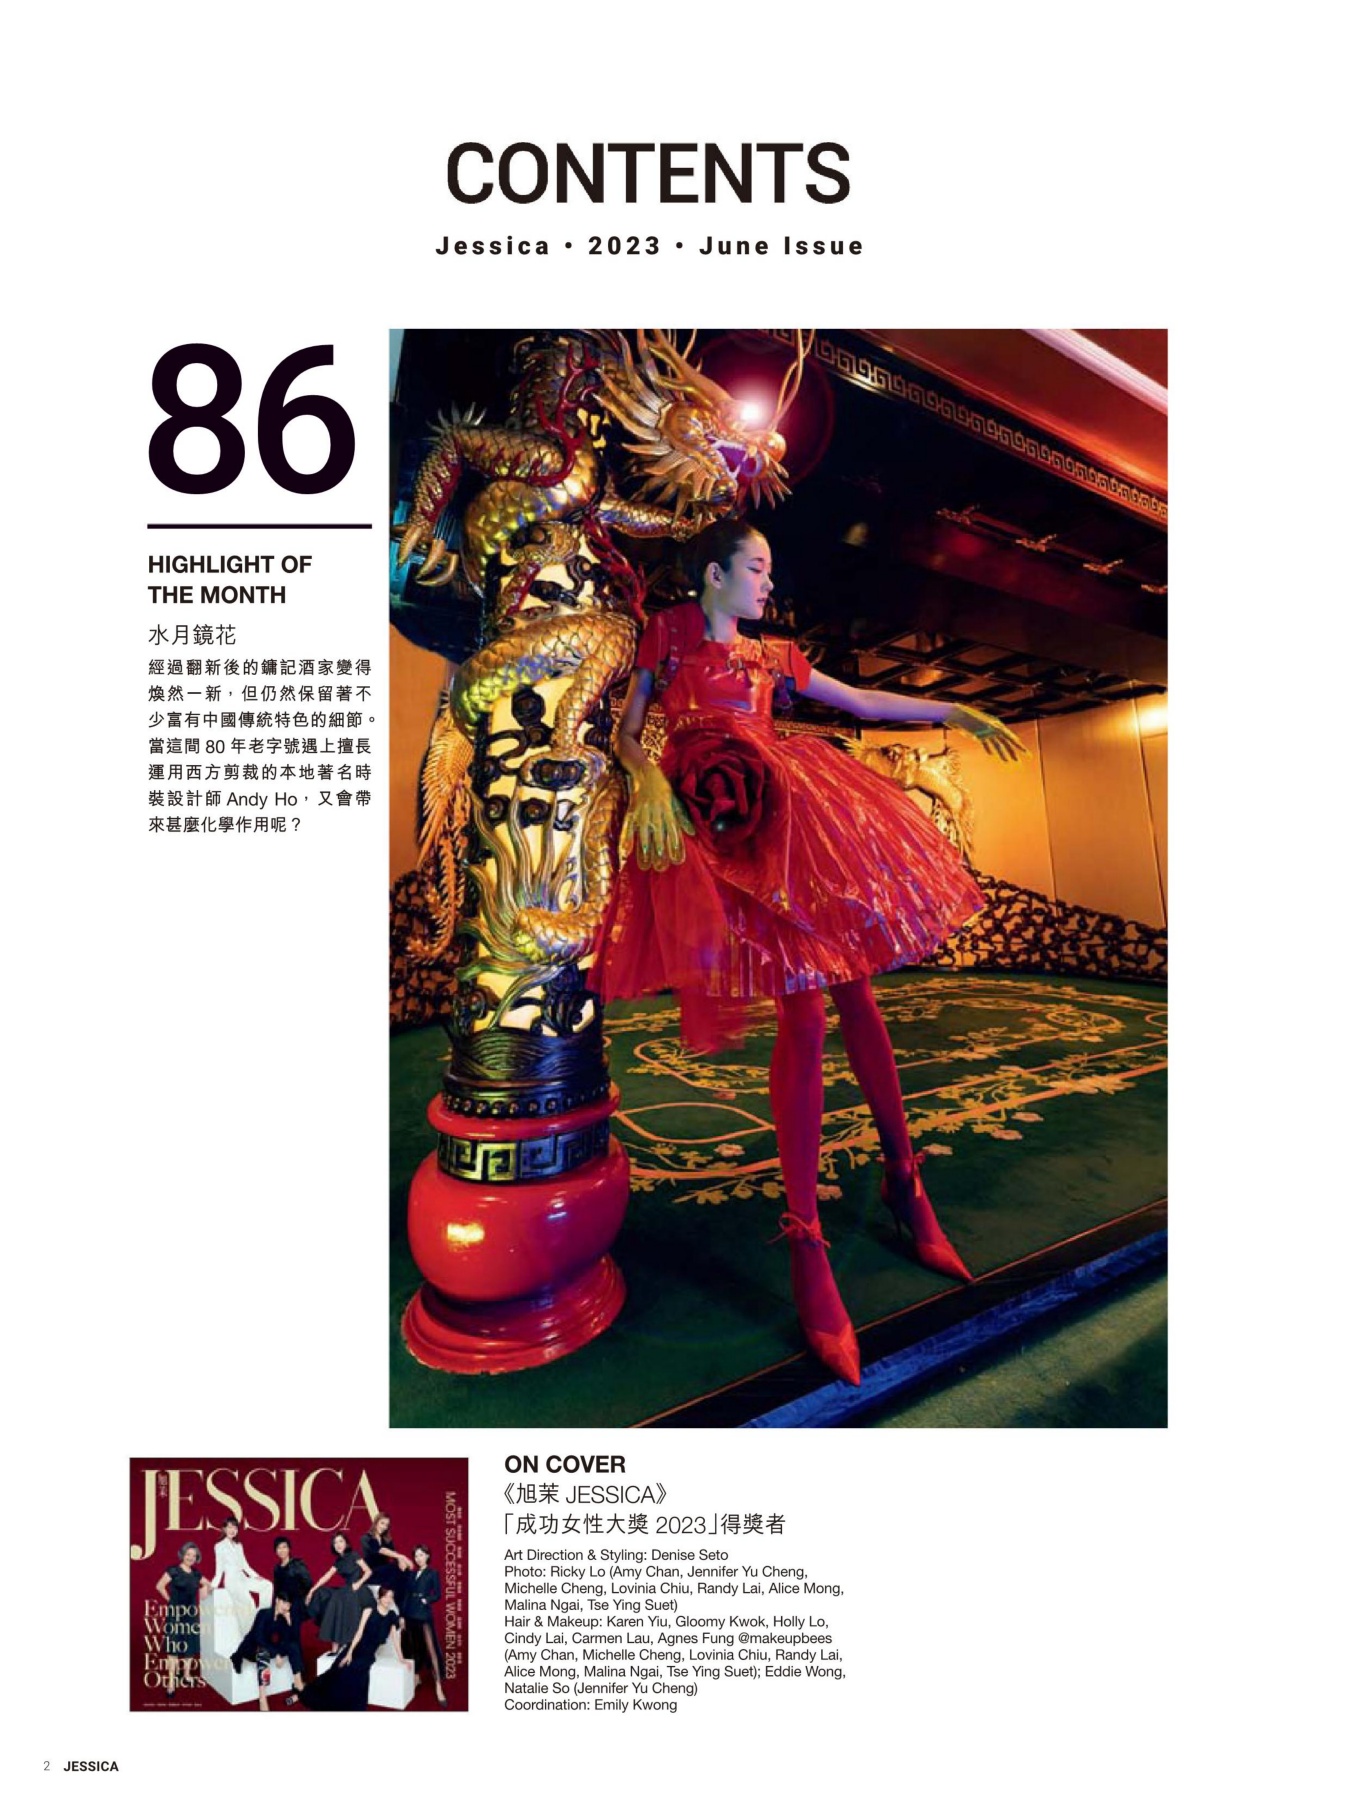 CONTENTS
Jessica • 2023 • June Issue
86
HIGHLIGHT OF
THE MONTH
水月鏡花
經過翻新後的鏞記酒家變得
煥然一新，但仍然保留著不
少富有中國傳統特色的細節。
當這間 80 年老字號遇上擅長
運用西方剪裁的本地著名時
裝設計師 Andy Ho，又會帶
來甚麼化學作用呢？
JESSICA
旭茉
MOST SUCCESSFUL WOMEN 2023
Empower
Women
Who
Empower
Others
ON COVER
《旭茉 JESSICA》
「成功女性大獎 2023」得獎者
Art Direction & Styling: Denise Seto
Photo: Ricky Lo (Amy Chan, Jennifer Yu Cheng,
Michelle Cheng, Lovinia Chiu, Randy Lai, Alice Mong,
Malina Ngai, Tse Ying Suet)
Hair & Makeup: Karen Yiu, Gloomy Kwok, Holly Lo,
Cindy Lai, Carmen Lau, Agnes Fung @makeupbees
(Amy Chan, Michelle Cheng, Lovinia Chiu, Randy Lai,
Alice Mong, Malina Ngai, Tse Ying Suet); Eddie Wong,
Natalie So (Jennifer Yu Cheng)
Coordination: Emily Kwong
2 JESSICA